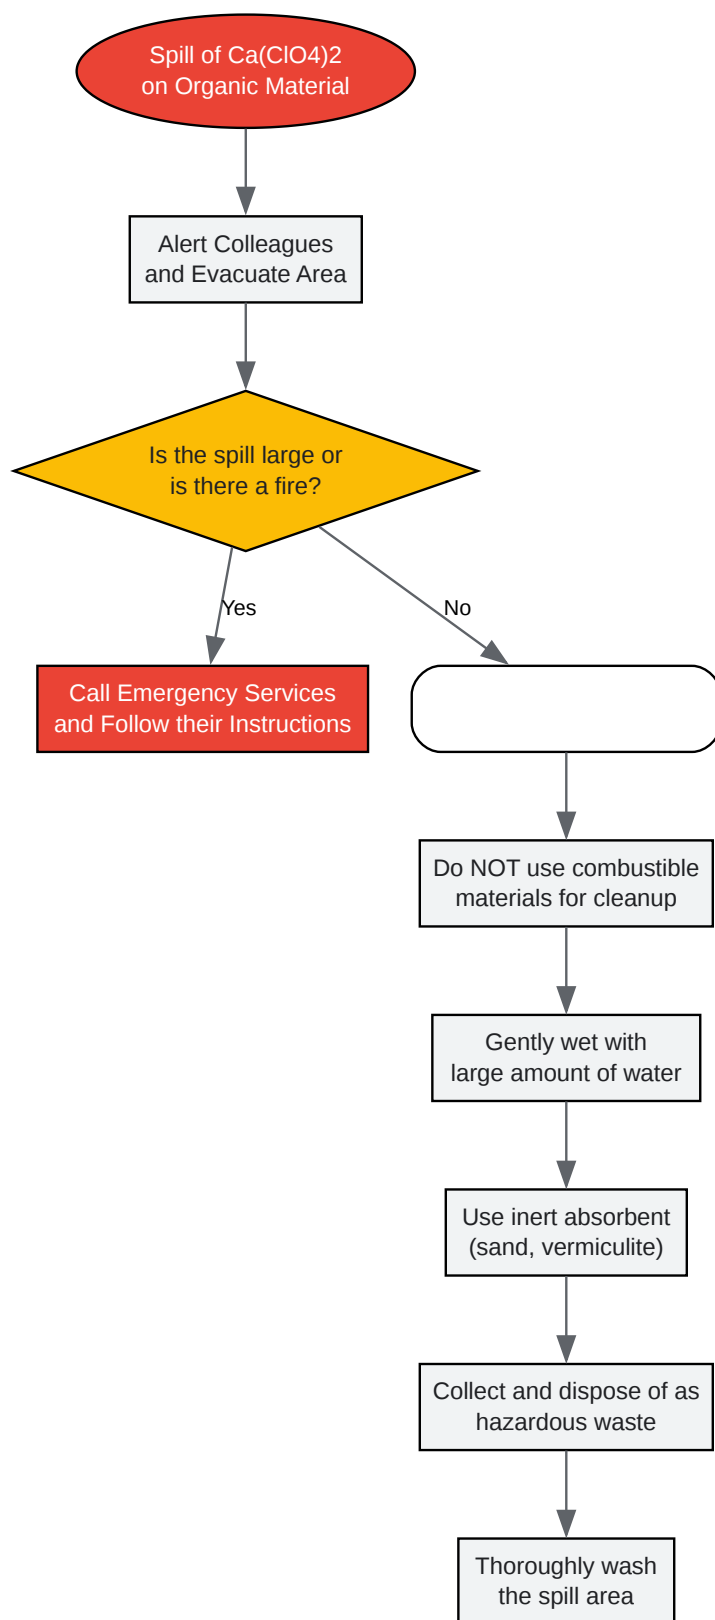 Spill of Ca(ClO4)2
on Organic Material
Alert Colleagues
and Evacuate Area
Is the spill large or
is there a fire?
Yes
No
Call Emergency Services
and Follow their Instructions
Do NOT use combustible
materials for cleanup
Gently wet with
large amount of water
Use inert absorbent
(sand, vermiculite)
Collect and dispose of as
hazardous waste
Thoroughly wash
the spill area